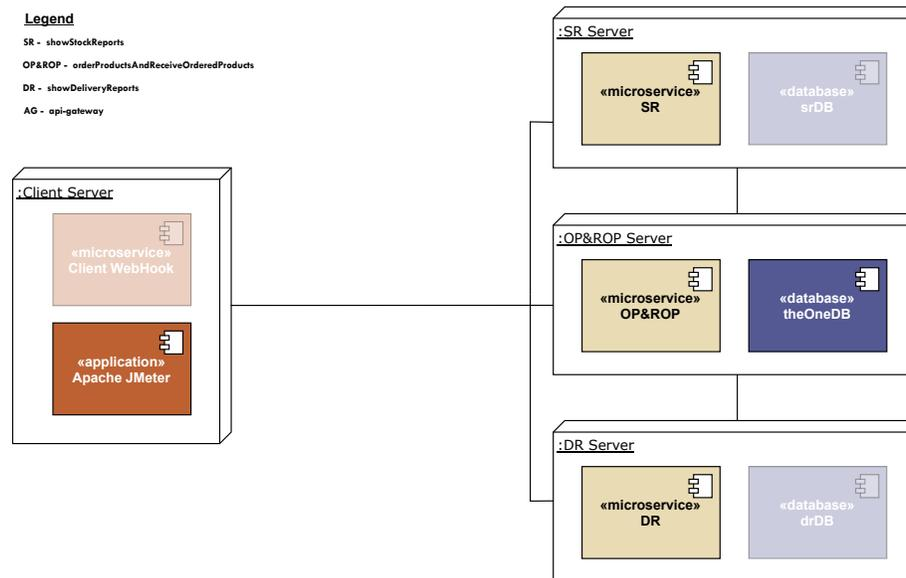 Legend
SR - showStockReports
OP&ROP - orderProductsAndReceiveOrderedProducts
DR - showDeliveryReports
AG - api-gateway
:Client Server
«microservice»
Client WebHook
«application»
Apache JMeter
:SR Server
«microservice»
SR
«database»
srDB
:OP&ROP Server
«microservice»
OP&ROP
«database»
theOneDB
:DR Server
«microservice»
DR
«database»
drDB